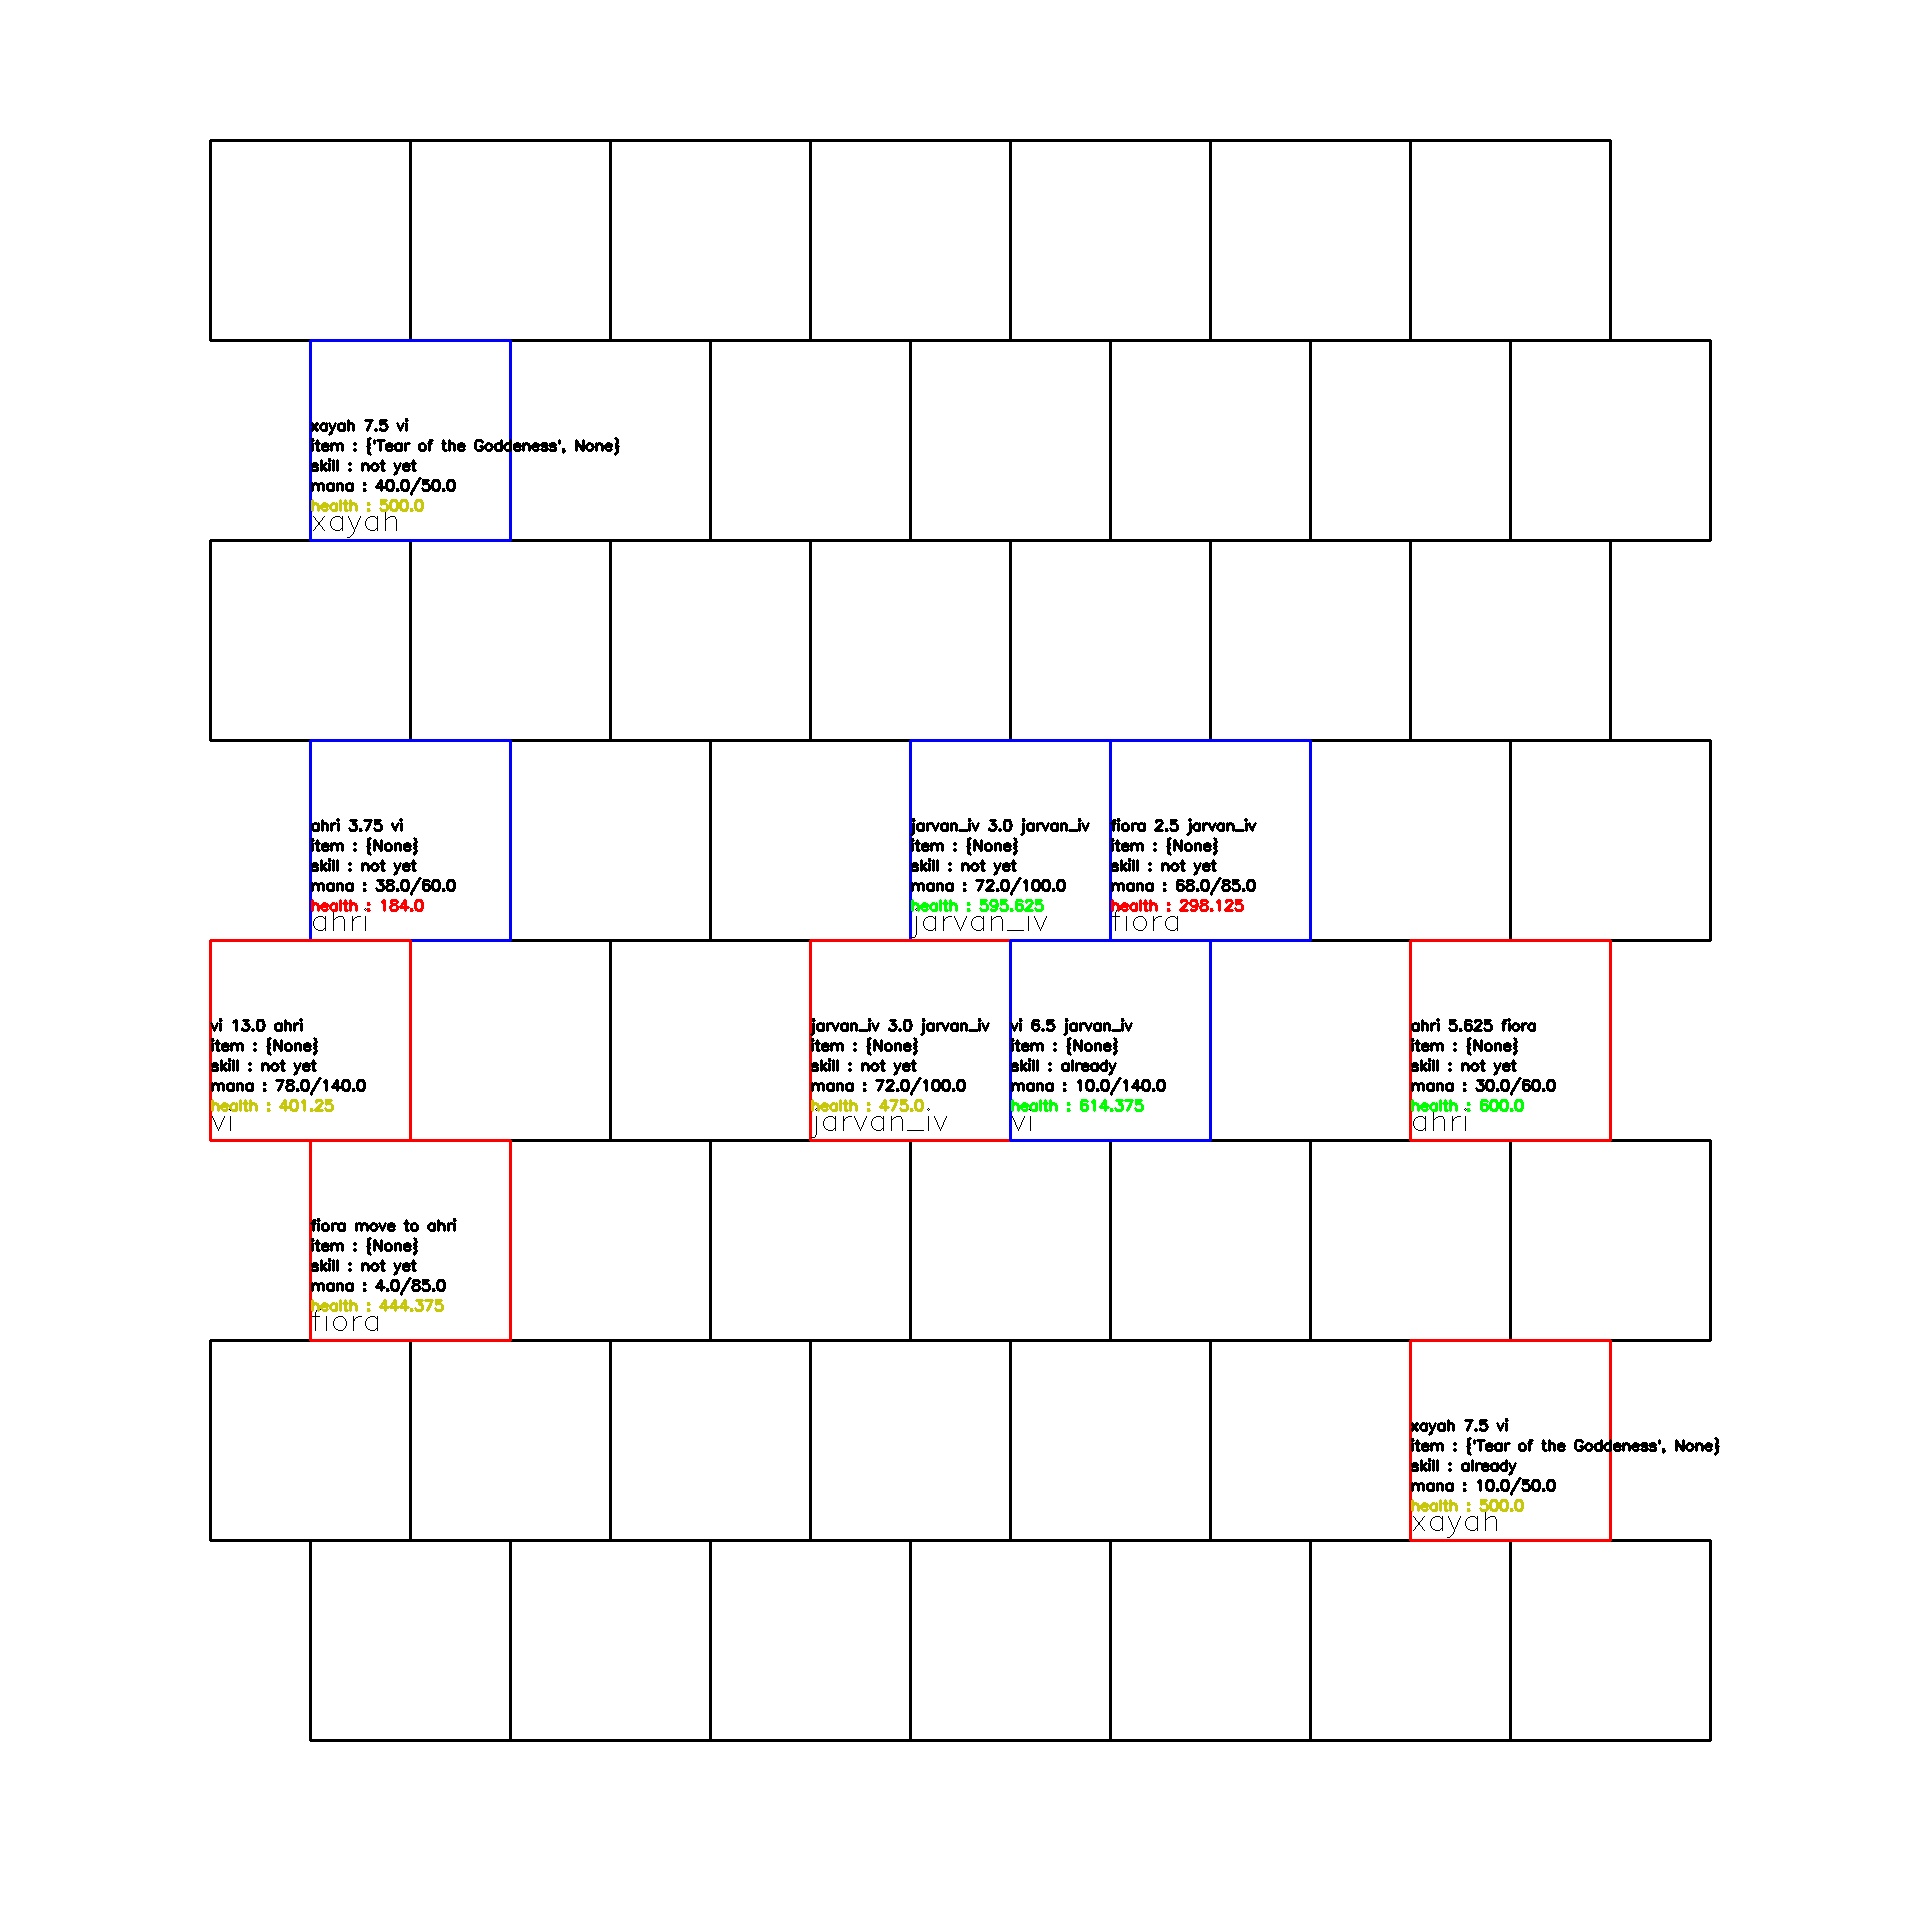 xayah 7.5 vi
item : {'Tear of the Goddeness', None}
skill : not yet
mana : 40.0/50.0
health : 500.0
xayah
ahri 3.75 vi
item : {None}
skill : not yet
mana : 38.0/60.0
health : 184.0
ahri
jarvan_iv 3.0 jarvan_iv
item : {None}
skill : not yet
mana : 72.0/100.0
health : 595.625
jarvan_iv
fiora 2.5 jarvan_iv
item : {None}
skill : not yet
mana : 68.0/85.0
health : 298.125
fiora
vi 13.0 ahri
item : {None}
skill : not yet
mana : 78.0/140.0
health : 401.25
vi
jarvan_iv 3.0 jarvan_iv
item : {None}
skill : not yet
mana : 72.0/100.0
health : 475.0
jarvan_iv
vi 6.5 jarvan_iv
item : {None}
skill : already
mana : 10.0/140.0
health : 614.375
vi
ahri 5.625 fiora
item : {None}
skill : not yet
mana : 30.0/60.0
health : 600.0
ahri
fiora move to ahri
item : {None}
skill : not yet
mana : 4.0/85.0
health : 444.375
fiora
xayah 7.5 vi
item : {'Tear of the Goddeness', None}
skill : already
mana : 10.0/50.0
health : 500.0
xayah